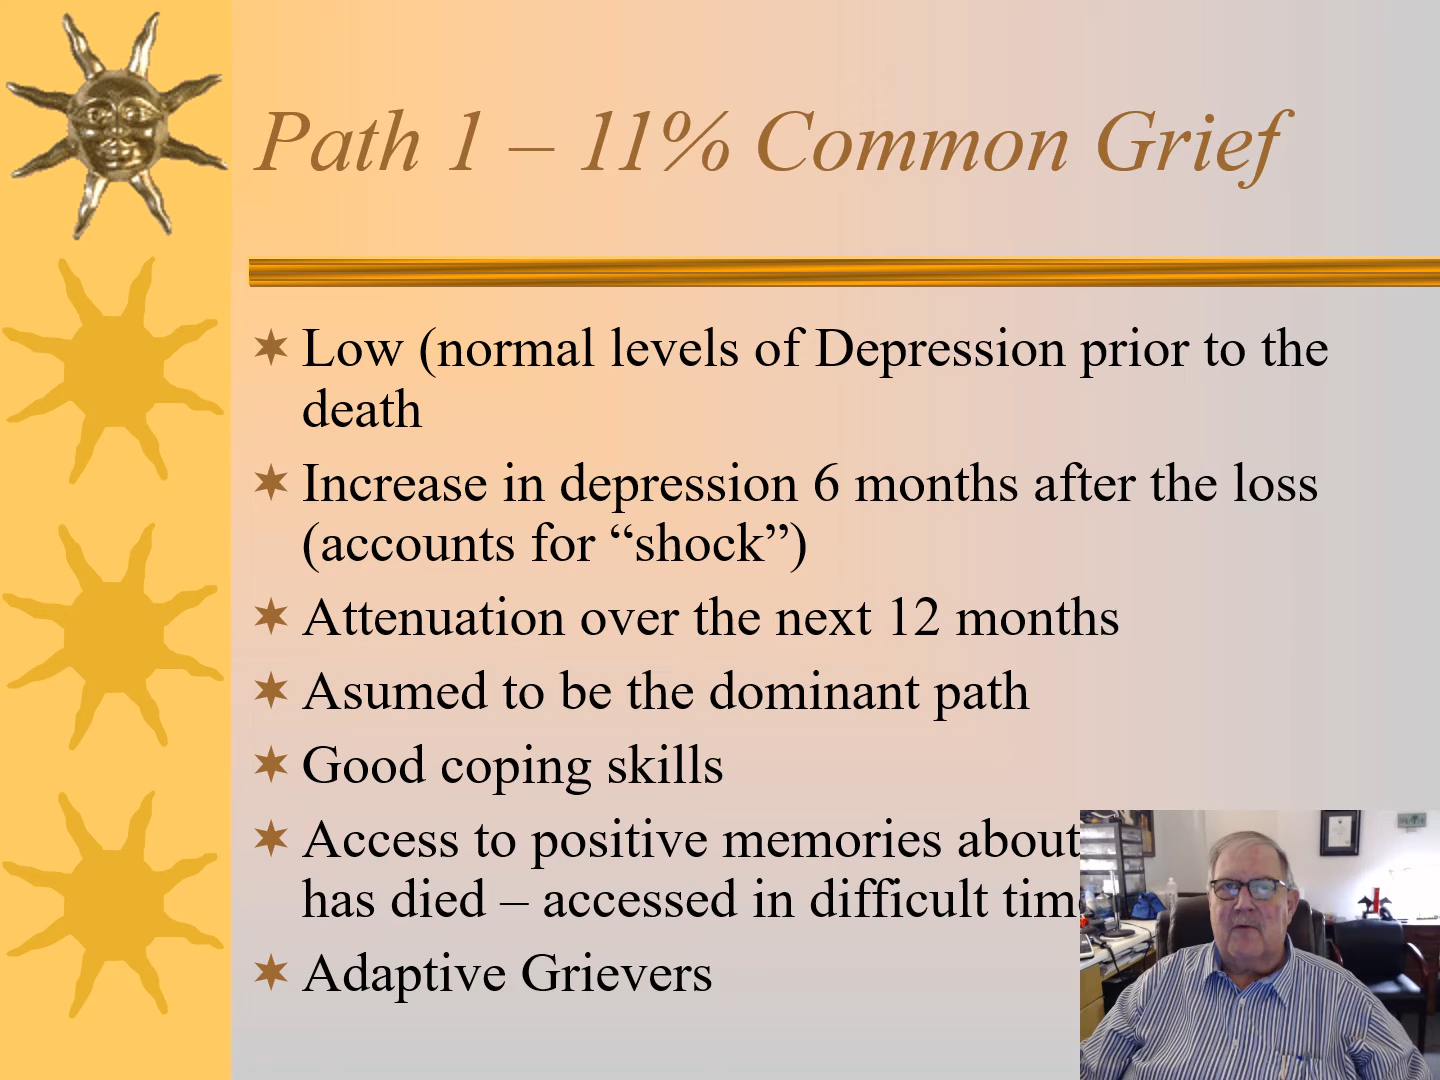 Path 1 – 11% Common Grief
Low (normal levels of Depression prior to the
death
Increase in depression 6 months after the loss
(accounts for “shock”)
Attenuation over the next 12 months
Asumed to be the dominant path
Good coping skills
Access to positive memories about
has died – accessed in difficult
Adaptive Grievers